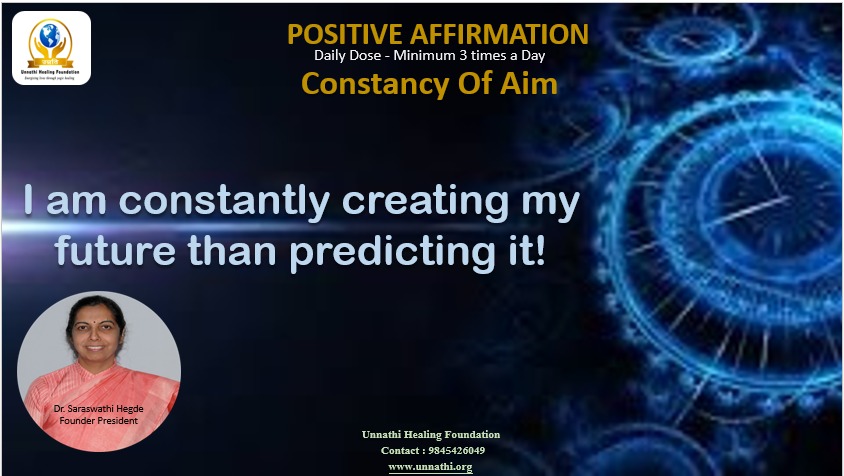 POSITIVE AFFIRMATION
Daily Dose - Minimum 3 times a Day
Constancy Of Aim
Unnathi Healing Foundation
I am constantly creating my
future than predicting it!
Dr. Saraswathi Hegde
Founder President
Unnathi Healing Foundation
Contact : 9845426049
www.unnathi.org